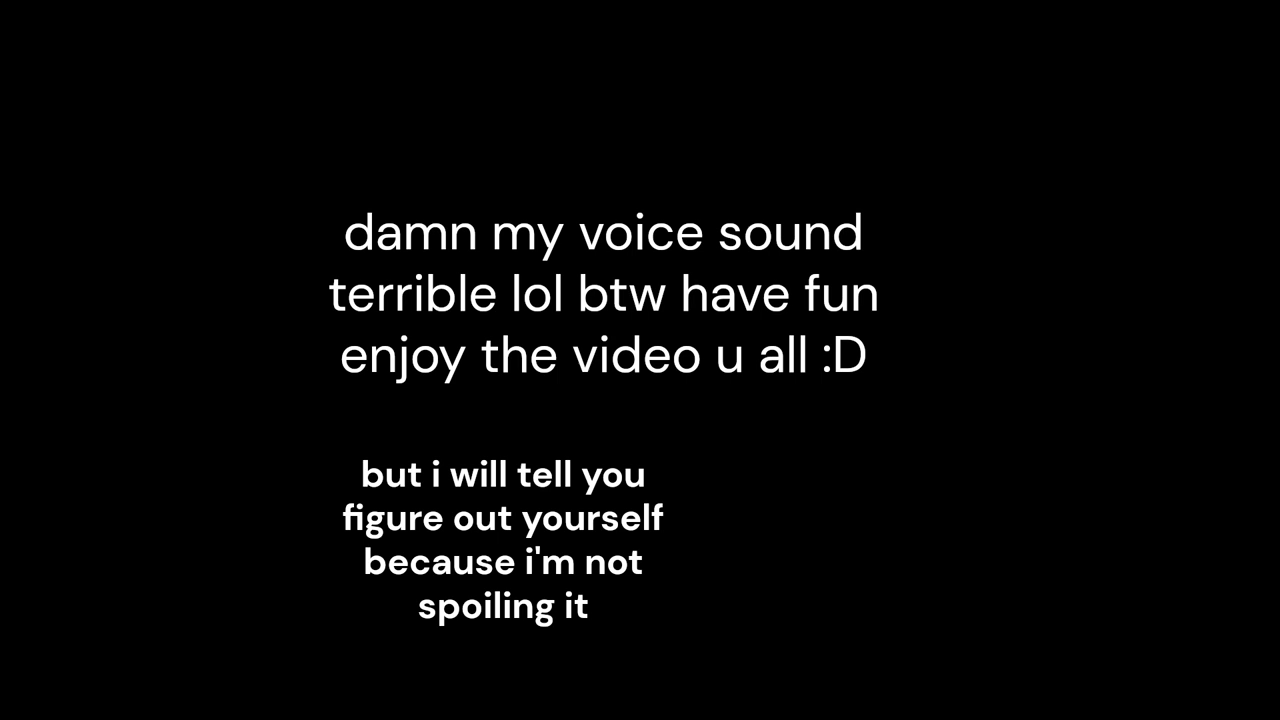 damn my voice sound
terrible lol btw have fun
enjoy the video u all :D
but i will tell you
figure out yourself
because i'm not
spoiling it